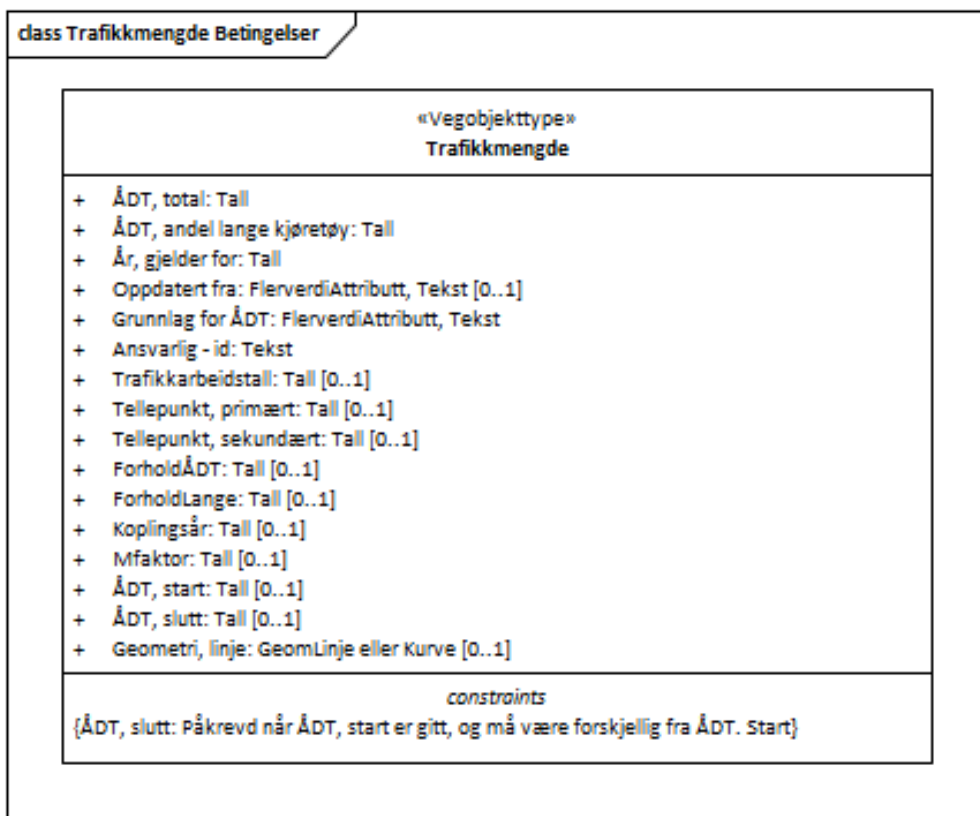 class Trafikkmengde Betingelser
«Vegobjekttype»
Trafikkmengde
+ ÅDT, total: Tall
+ ÅDT, andel lange kjøretøy: Tall
+ År, gjelder for: Tall
+ Oppdatert fra: FlerverdiAttributt, Tekst [0..1]
+ Grunnlag for ÅDT: FlerverdiAttributt, Tekst
+ Ansvarlig - id: Tekst
+ Trafikkarbeidstall: Tall [0..1]
+ Tellepunkt, primært: Tall [0..1]
+ Tellepunkt, sekundært: Tall [0..1]
+ ForholdÅDT: Tall [0..1]
+ ForholdLange: Tall [0..1]
+ Koplingsår: Tall [0..1]
+ Mfaktor: Tall [0..1]
+ ÅDT, start: Tall [0..1]
+ ÅDT, slutt: Tall [0..1]
+ Geometri, linje: GeomLinje eller Kurve [0..1]
constraints
{ÅDT, slutt: Påkrevd når ÅDT, start er gitt, og må være forskjellig fra ÅDT. Start}